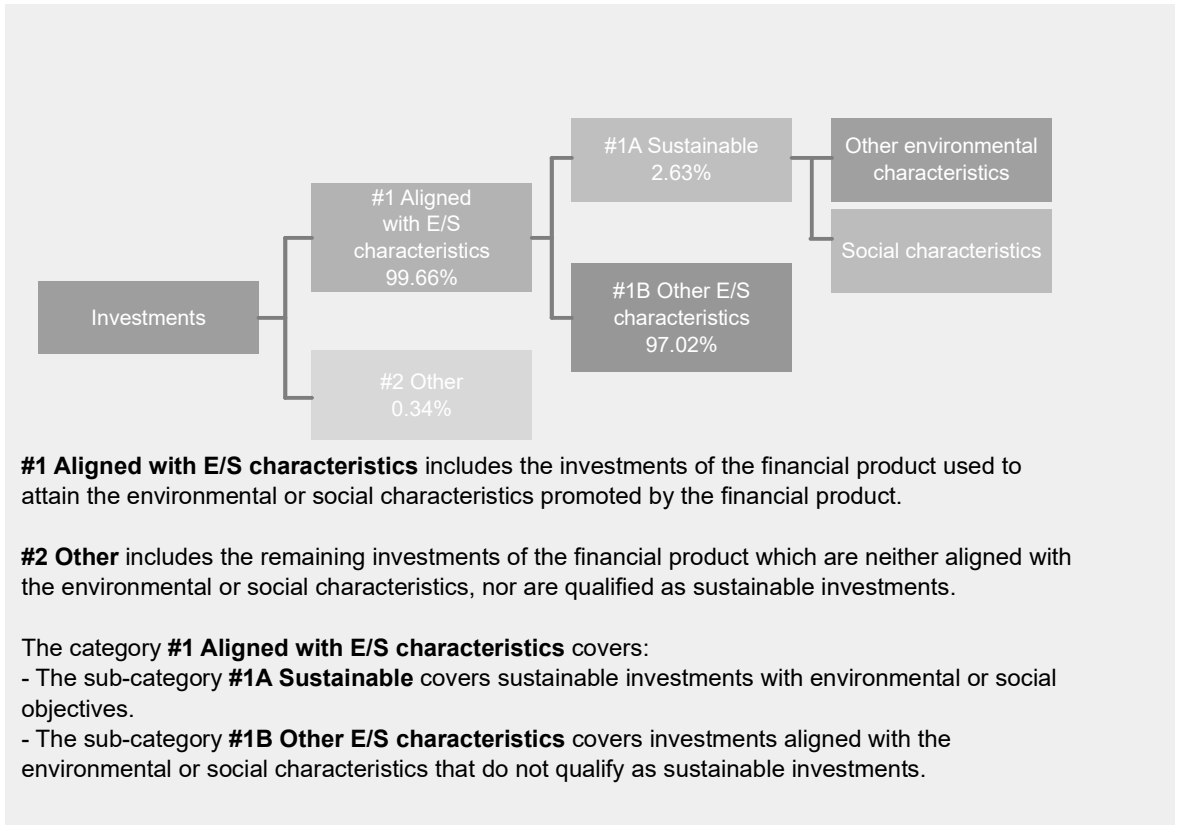 #1A Sustainable
2.63%
Other environmental
characteristics
#1 Aligned
with E/S
characteristics
99.66%
Social characteristics
#1B Other E/S
characteristics
97.02%
Investments
#2 Other
0.34%
#1 Aligned with E/S characteristics includes the investments of the financial product used to
attain the environmental or social characteristics promoted by the financial product.
#2 Other includes the remaining investments of the financial product which are neither aligned with
the environmental or social characteristics, nor are qualified as sustainable investments.
The category #1 Aligned with E/S characteristics covers:
- The sub-category #1A Sustainable covers sustainable investments with environmental or social
objectives.
- The sub-category #1B Other E/S characteristics covers investments aligned with the
environmental or social characteristics that do not qualify as sustainable investments.